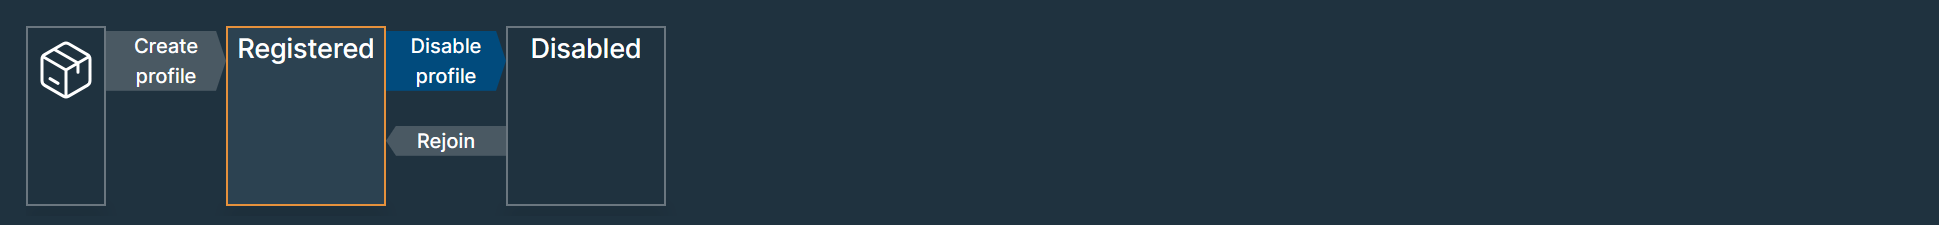 Create
profile
Registered
Disable
profile
Disabled
Rejoin